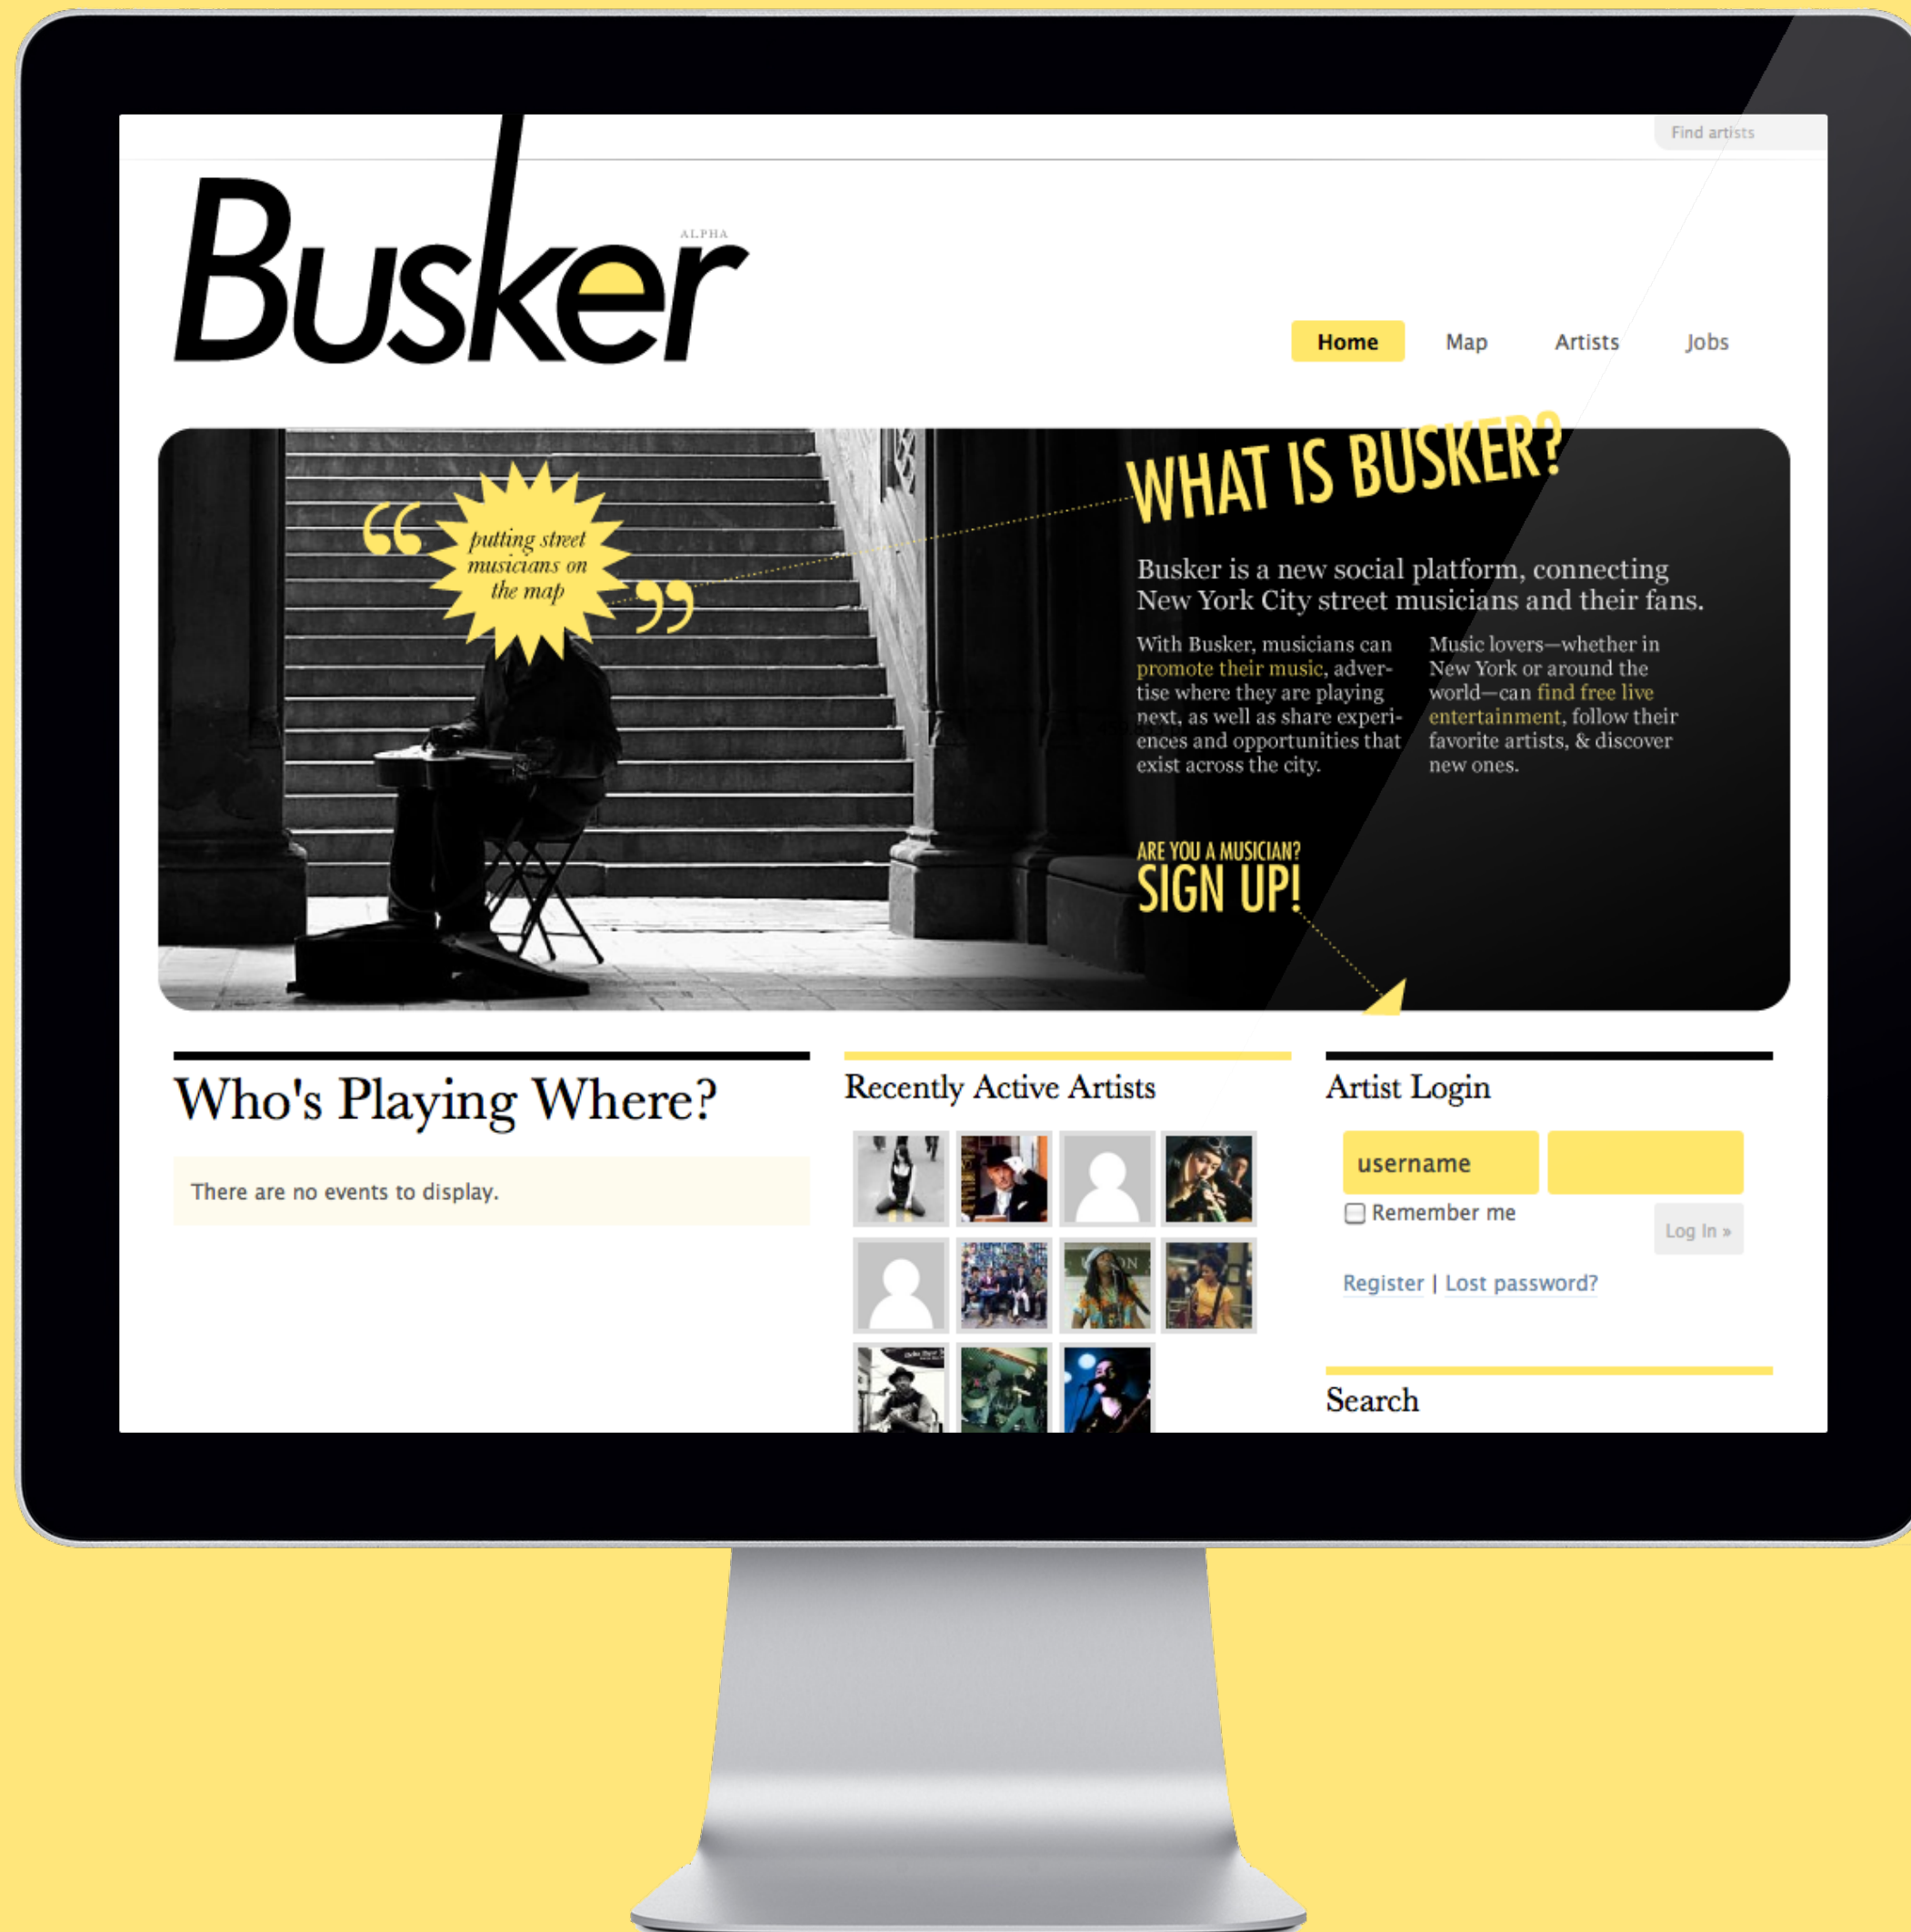 Find artists
Busker
ALPHA
Home Map Artists Jobs
WHAT IS BUSKER?
“ putting street
musicians on
the map ”
Busker is a new social platform, connecting
New York City street musicians and their fans.
With Busker, musicians can
promote their music, adver-
tise where they are playing
next, as well as share experi-
ences and opportunities that
exist across the city.
Music lovers—whether in
New York or around the
world—can find free live
entertainment, follow their
favorite artists, & discover
new ones.
ARE YOU A MUSICIAN?
SIGN UP!
Who's Playing Where?
There are no events to display.
Recently Active Artists
Artist Login
username
Remember me
Log In »
Register | Lost password?
Search